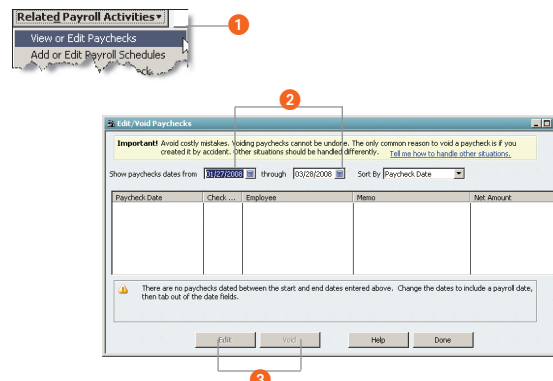 Related Payroll Activities
1
View or Edit Paychecks
Add or Edit Payroll Schedules
2
Edit/Void Paychecks
Important! Avoid costly mistakes. Voiding paychecks cannot be undone. The only common reason to void a paycheck is if you
created it by accident. Other situations should be handled differently. Tell me how to handle other situations.
Show paychecks dates from 01/27/2008 through 03/28/2008 Sort By Paycheck Date
Paycheck Date Check ... Employee Memo Net Amount
There are no paychecks dated between the start and end dates entered above. Change the dates to include a payroll date,
then tab out of the date fields.
Edit Void Help Done
3